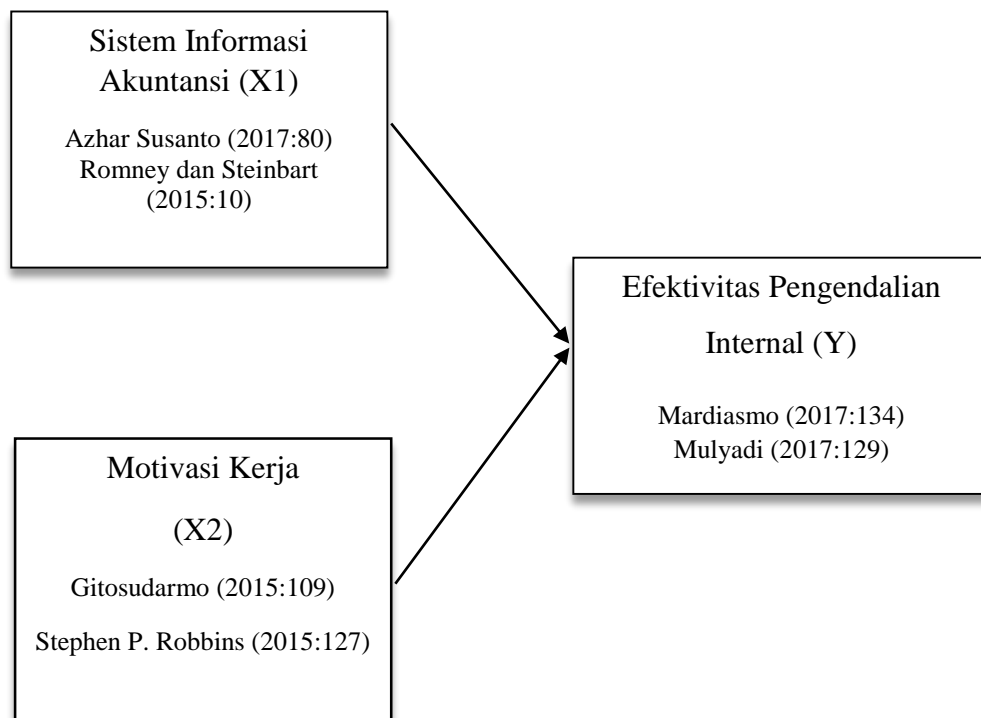 Sistem Informasi
Akuntansi (X1)
Azhar Susanto (2017:80)
Romney dan Steinbart
(2015:10)
Efektivitas Pengendalian
Internal (Y)
Mardiasmo (2017:134)
Mulyadi (2017:129)
Motivasi Kerja
(X2)
Gitosudarmo (2015:109)
Stephen P. Robbins (2015:127)